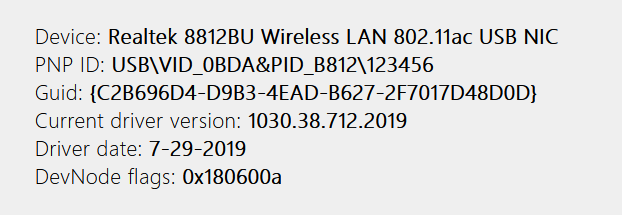 Device: Realtek 8812BU Wireless LAN 802.11ac USB NIC
PNP ID: USB\VID_0BDA&PID_B812\123456
Guid: {C2B696D4-D9B3-4EAD-B627-2F7017D48D0D}
Current driver version: 1030.38.712.2019
Driver date: 7-29-2019
DevNode flags: 0x180600a